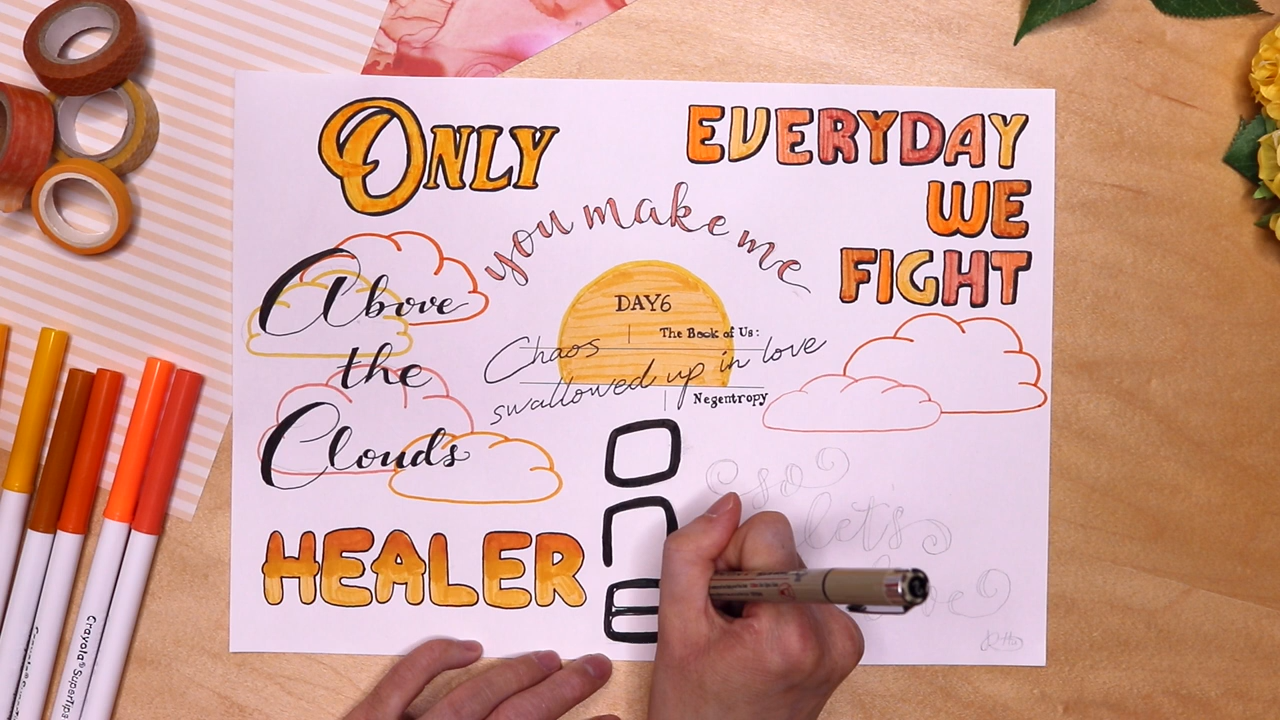 ONLY
you make me
EVERYDAY
WE
FIGHT
Above
the
Clouds
DAY6
The Book of Us:
Chaos
swallowed up in love
Negentropy
HEALER
so
let's
Crayola® SuperTips